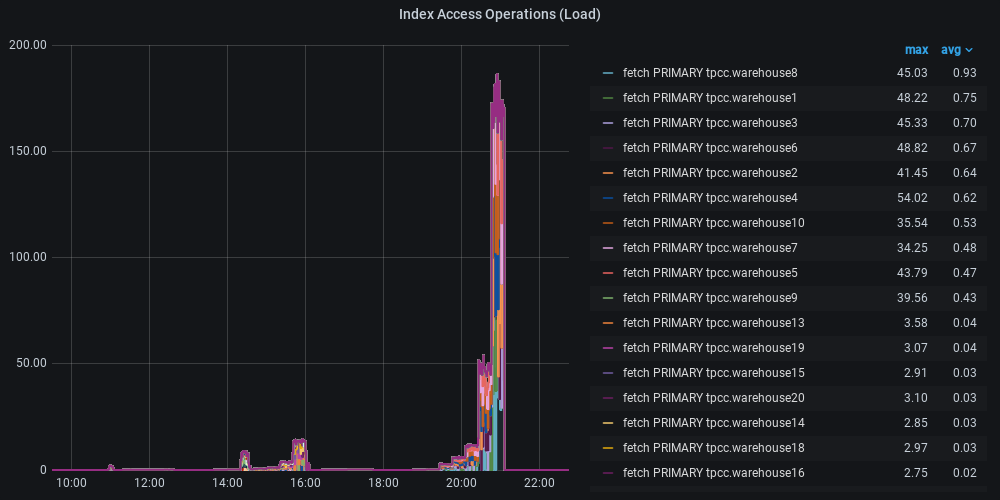 Index Access Operations (Load)
200.00
150.00
100.00
50.00
0
10:00 12:00 14:00 16:00 18:00 20:00 22:00
max avg
fetch PRIMARY tpcc.warehouse8 45.03 0.93
fetch PRIMARY tpcc.warehouse1 48.22 0.75
fetch PRIMARY tpcc.warehouse3 45.33 0.70
fetch PRIMARY tpcc.warehouse6 48.82 0.67
fetch PRIMARY tpcc.warehouse2 41.45 0.64
fetch PRIMARY tpcc.warehouse4 54.02 0.62
fetch PRIMARY tpcc.warehouse10 35.54 0.53
fetch PRIMARY tpcc.warehouse7 34.25 0.48
fetch PRIMARY tpcc.warehouse5 43.79 0.47
fetch PRIMARY tpcc.warehouse9 39.56 0.43
fetch PRIMARY tpcc.warehouse13 3.58 0.04
fetch PRIMARY tpcc.warehouse19 3.07 0.04
fetch PRIMARY tpcc.warehouse15 2.91 0.03
fetch PRIMARY tpcc.warehouse20 3.10 0.03
fetch PRIMARY tpcc.warehouse14 2.85 0.03
fetch PRIMARY tpcc.warehouse18 2.97 0.03
fetch PRIMARY tpcc.warehouse16 2.75 0.02